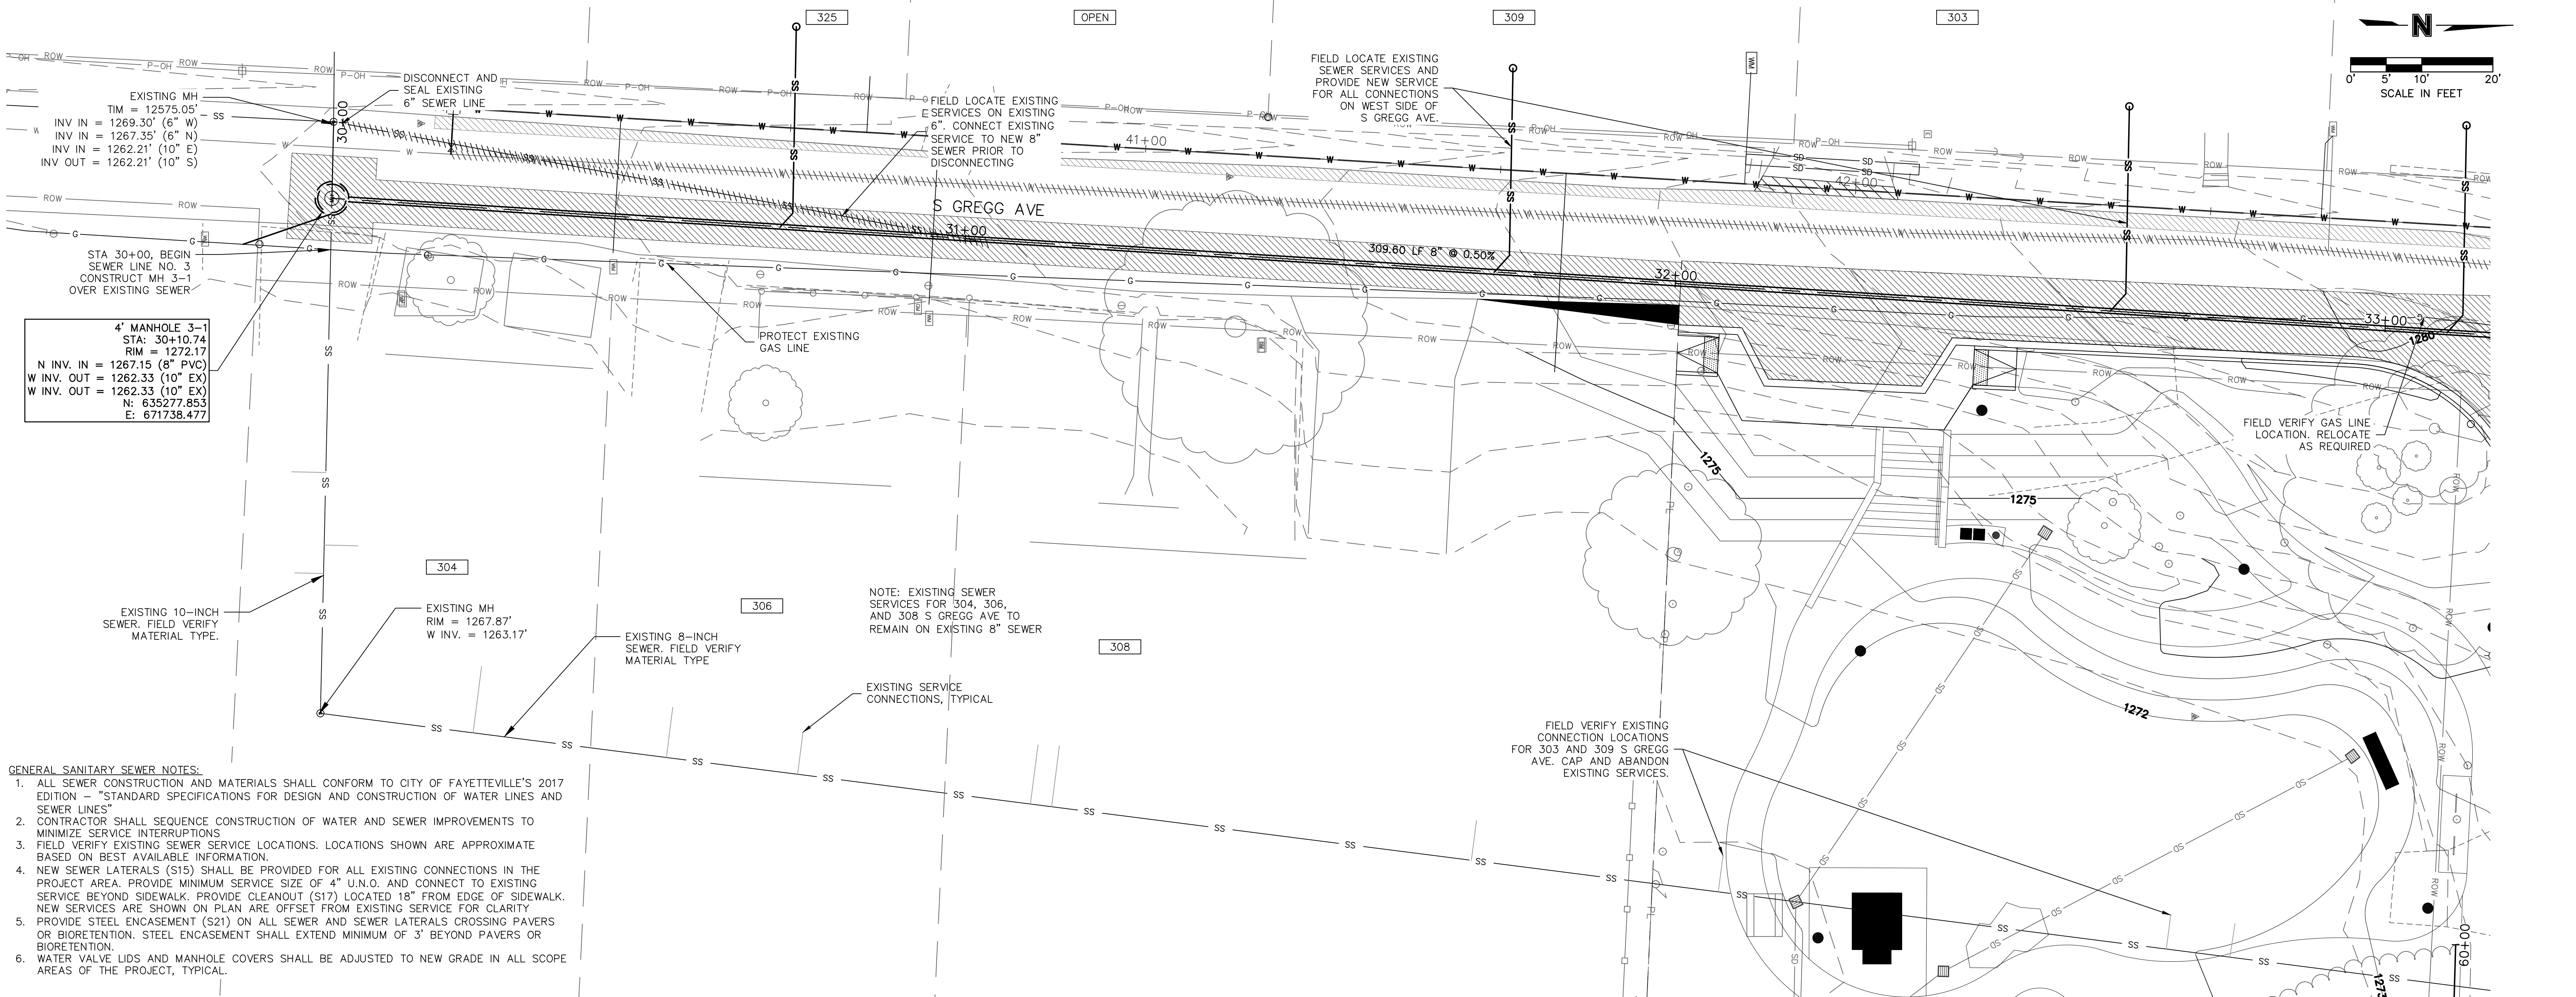 325
OPEN
309
303
N
0'
5'
10'
20'
SCALE IN FEET
DISCONNECT AND
SEAL EXISTING
6" SEWER LINE
EXISTING MH
TIM = 12575.05'
INV IN = 1269.30' (6" W)
INV IN = 1267.35' (6" N)
INV IN = 1262.21' (10" E)
INV OUT = 1262.21' (10" S)
30+00
FIELD LOCATE EXISTING
SERVICES ON EXISTING
6". CONNECT EXISTING
SERVICE TO NEW 8"
SEWER PRIOR TO
DISCONNECTING
FIELD LOCATE EXISTING
SEWER SERVICES AND
PROVIDE NEW SERVICE
FOR ALL CONNECTIONS
ON WEST SIDE OF
S GREGG AVE.
41+00
42+00
S GREGG AVE
31+00
309.60 LF 8" @ 0.50%
32+00
33+00
1280
STA 30+00, BEGIN
SEWER LINE NO. 3
CONSTRUCT MH 3-1
OVER EXISTING SEWER
4' MANHOLE 3-1
STA: 30+10.74
RIM = 1272.17
N INV. IN = 1267.15 (8" PVC)
W INV. OUT = 1262.33 (10" EX)
W INV. OUT = 1262.33 (10" EX)
N: 635277.853
E: 671738.477
PROTECT EXISTING
GAS LINE
FIELD VERIFY GAS LINE
LOCATION. RELOCATE
AS REQUIRED
1275
1275
304
306
308
EXISTING 10-INCH
SEWER. FIELD VERIFY
MATERIAL TYPE.
EXISTING MH
RIM = 1267.87'
W INV. = 1263.17'
EXISTING 8-INCH
SEWER. FIELD VERIFY
MATERIAL TYPE
NOTE: EXISTING SEWER
SERVICES FOR 304, 306,
AND 308 S GREGG AVE TO
REMAIN ON EXISTING 8" SEWER
EXISTING SERVICE
CONNECTIONS, TYPICAL
1272
FIELD VERIFY EXISTING
CONNECTION LOCATIONS
FOR 303 AND 309 S GREGG
AVE. CAP AND ABANDON
EXISTING SERVICES.
60+00
1273
GENERAL SANITARY SEWER NOTES:
1. ALL SEWER CONSTRUCTION AND MATERIALS SHALL CONFORM TO CITY OF FAYETTEVILLE'S 2017
EDITION – "STANDARD SPECIFICATIONS FOR DESIGN AND CONSTRUCTION OF WATER LINES AND
SEWER LINES"
2. CONTRACTOR SHALL SEQUENCE CONSTRUCTION OF WATER AND SEWER IMPROVEMENTS TO
MINIMIZE SERVICE INTERRUPTIONS
3. FIELD VERIFY EXISTING SEWER SERVICE LOCATIONS. LOCATIONS SHOWN ARE APPROXIMATE
BASED ON BEST AVAILABLE INFORMATION.
4. NEW SEWER LATERALS (S15) SHALL BE PROVIDED FOR ALL EXISTING CONNECTIONS IN THE
PROJECT AREA. PROVIDE MINIMUM SERVICE SIZE OF 4" U.N.O. AND CONNECT TO EXISTING
SERVICE BEYOND SIDEWALK. PROVIDE CLEANOUT (S17) LOCATED 18" FROM EDGE OF SIDEWALK.
NEW SERVICES ARE SHOWN ON PLAN ARE OFFSET FROM EXISTING SERVICE FOR CLARITY
5. PROVIDE STEEL ENCASEMENT (S21) ON ALL SEWER AND SEWER LATERALS CROSSING PAVERS
OR BIORETENTION. STEEL ENCASEMENT SHALL EXTEND MINIMUM OF 3' BEYOND PAVERS OR
BIORETENTION.
6. WATER VALVE LIDS AND MANHOLE COVERS SHALL BE ADJUSTED TO NEW GRADE IN ALL SCOPE
AREAS OF THE PROJECT, TYPICAL.